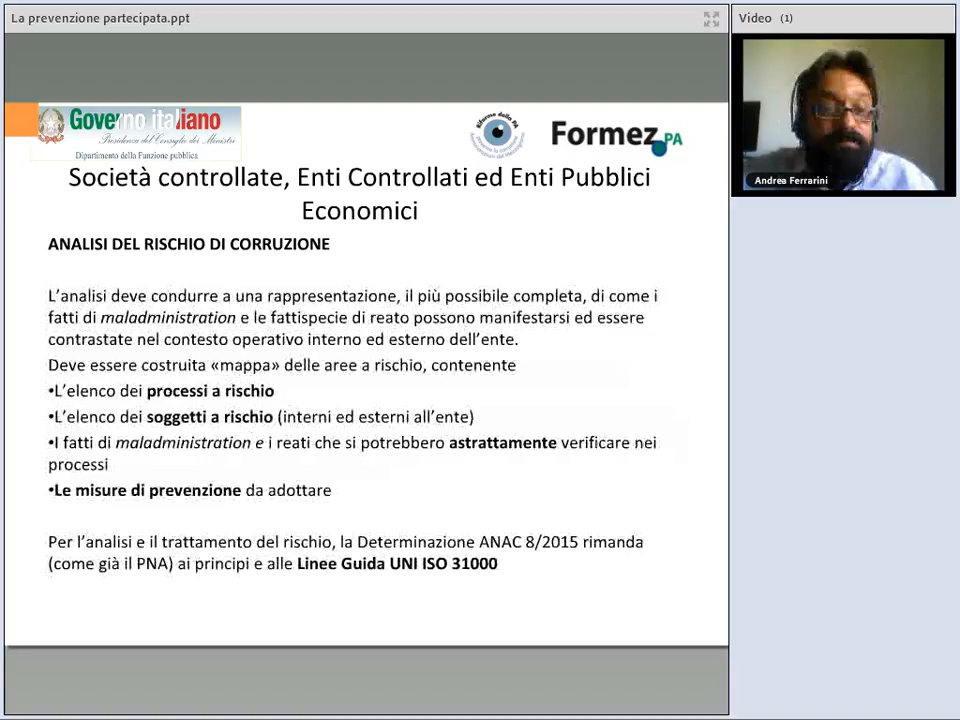 La prevenzione partecipata.ppt
Video (1)
Andrea Ferrarini
Governo italiano
Presidenza del Consiglio dei Ministri
Dipartimento della Funzione pubblica
Riforme della PA
Formez PA
Società controllate, Enti Controllati ed Enti Pubblici
Economici
ANALISI DEL RISCHIO DI CORRUZIONE
L'analisi deve condurre a una rappresentazione, il più possibile completa, di come i
fatti di maladministration e le fattispecie di reato possono manifestarsi ed essere
contrastate nel contesto operativo interno ed esterno dell'ente.
Deve essere costruita «mappa» delle aree a rischio, contenente
•L'elenco dei processi a rischio
•L'elenco dei soggetti a rischio (interni ed esterni all'ente)
•I fatti di maladministration e i reati che si potrebbero astrattamente verificare nei
processi
•Le misure di prevenzione da adottare
Per l'analisi e il trattamento del rischio, la Determinazione ANAC 8/2015 rimanda
(come già il PNA) ai principi e alle Linee Guida UNI ISO 31000